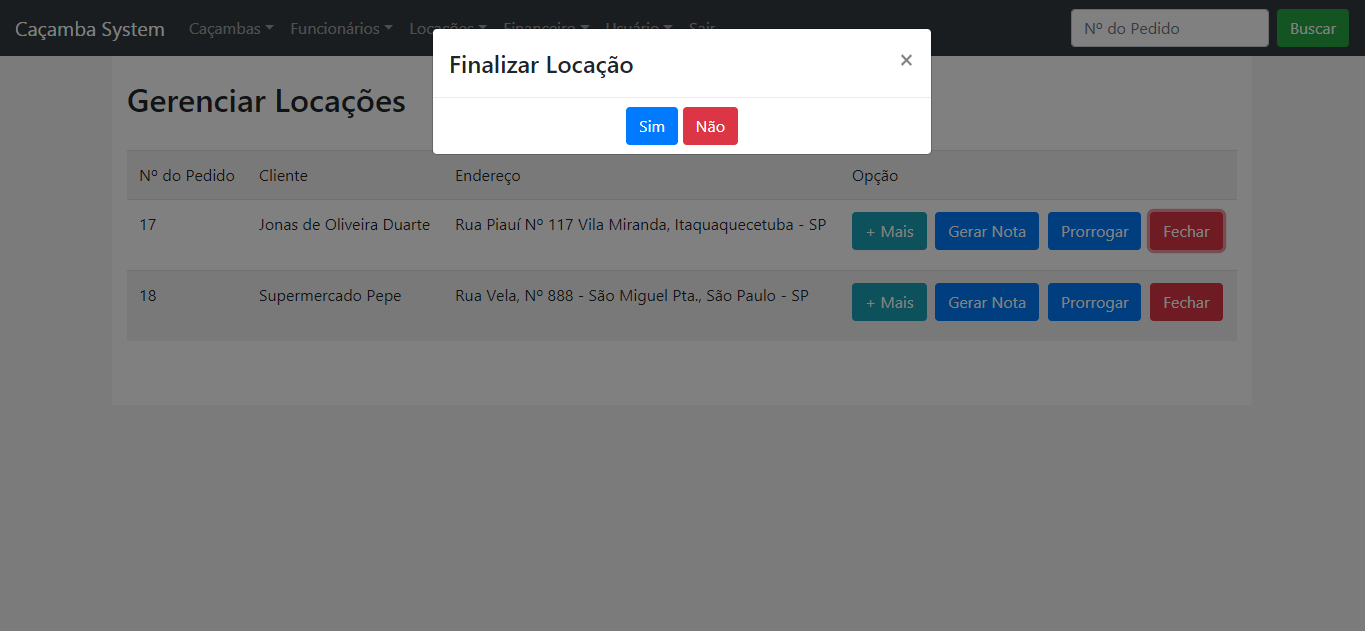 Caçamba System Caçambas Funcionários Locações Financeiro Usuário Sair Nº do Pedido Buscar
Finalizar Locação ×
Sim Não
Gerenciar Locações
Nº do Pedido Cliente Endereço Opção
17 Jonas de Oliveira Duarte Rua Piauí Nº 117 Vila Miranda, Itaquaquecetuba - SP + Mais Gerar Nota Prorrogar Fechar
18 Supermercado Pepe Rua Vela, Nº 888 - São Miguel Pta., São Paulo - SP + Mais Gerar Nota Prorrogar Fechar